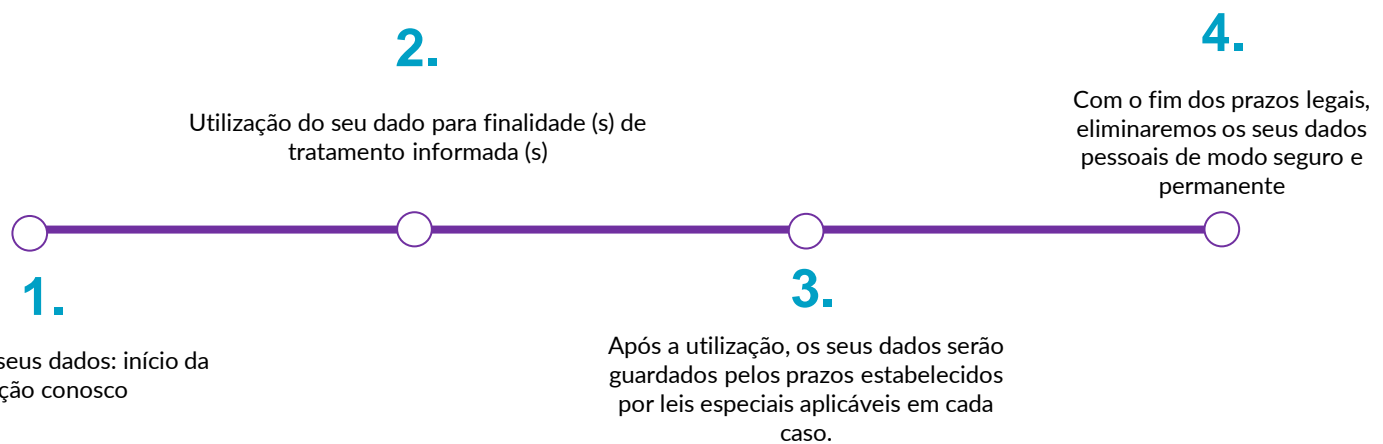 1.
seus dados: início da
conosco
2.
Utilização do seu dado para finalidade (s) de
tratamento informada (s)
3.
Após a utilização, os seus dados serão
guardados pelos prazos estabelecidos
por leis especiais aplicáveis em cada
caso.
4.
Com o fim dos prazos legais,
eliminaremos os seus dados
pessoais de modo seguro e
permanente